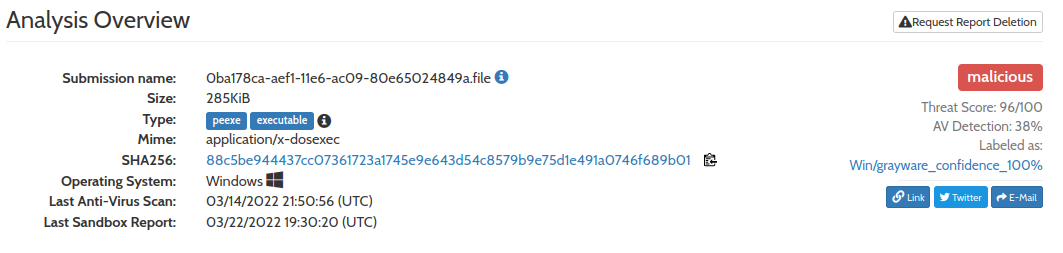 Analysis Overview
Request Report Deletion
Submission name: 0ba178ca-aef1-11e6-ac09-80e65024849a.file
malicious
Size: 285KiB
Threat Score: 96/100
Type: peexe executable
AV Detection: 38%
Mime: application/x-dosexec
Labeled as:
SHA256: 88c5be944437cc07361723a1745e9e643d54c8579b9e75d1e491a0746f689b01
Win/grayware_confidence_100%
Operating System: Windows
Link Twitter E-Mail
Last Anti-Virus Scan: 03/14/2022 21:50:56 (UTC)
Last Sandbox Report: 03/22/2022 19:30:20 (UTC)